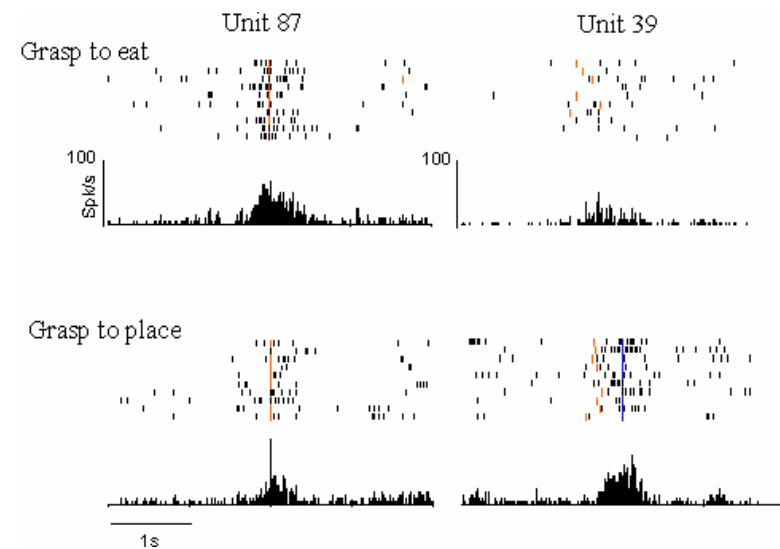 Unit 87
Unit 39
Grasp to eat
100
100
Spk/s
Grasp to place
1s